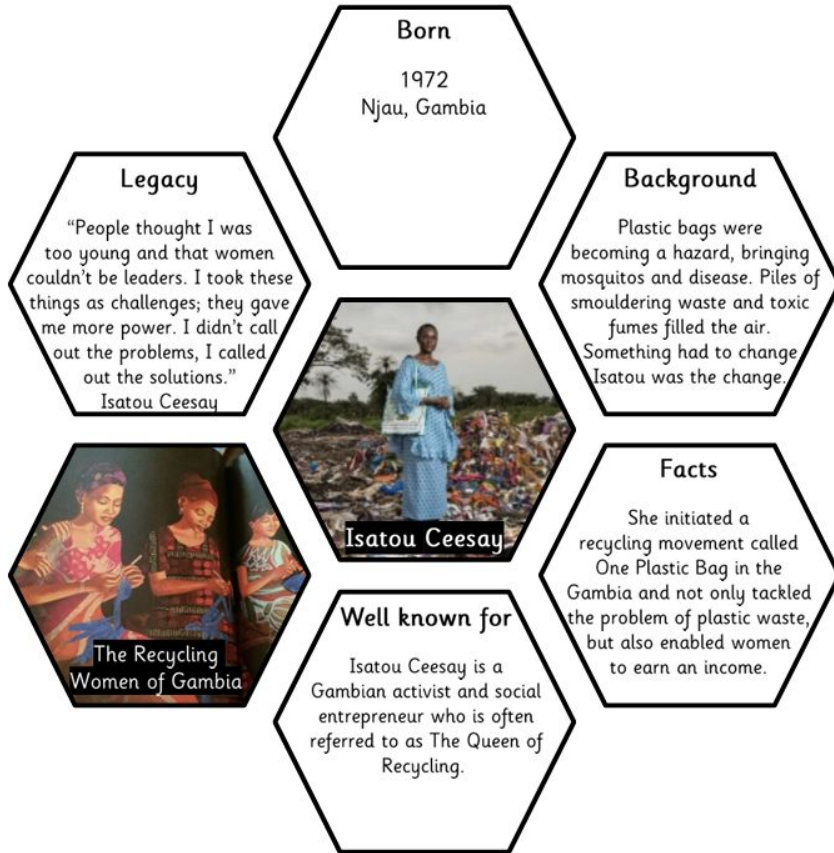 Born
1972
Njau, Gambia
Legacy
“People thought I was
too young and that women
couldn’t be leaders. I took these
things as challenges; they gave
me more power. I didn’t call
out the problems, I called
out the solutions.”
Isatou Ceesay
Background
Plastic bags were
becoming a hazard, bringing
mosquitos and disease. Piles of
smouldering waste and toxic
fumes filled the air.
Something had to change.
Isatou was the change.
Isatou Ceesay
The Recycling
Women of Gambia
Facts
She initiated a
recycling movement called
One Plastic Bag in the
Gambia and not only tackled
the problem of plastic waste,
but also enabled women
to earn an income.
Well known for
Isatou Ceesay is a
Gambian activist and social
entrepreneur who is often
referred to as The Queen of
Recycling.